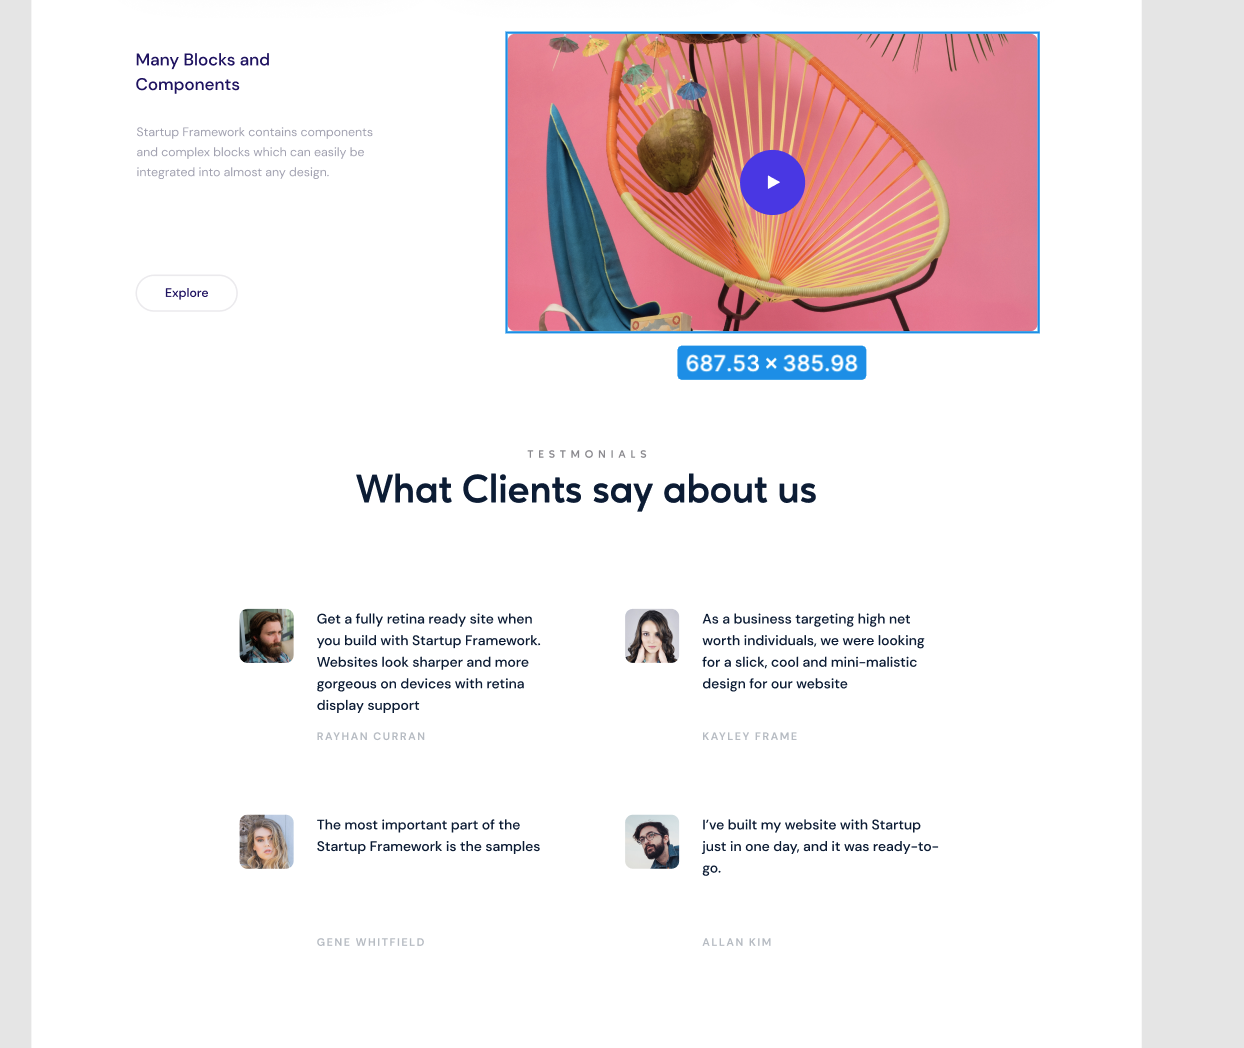 Many Blocks and
Components
Startup Framework contains components
and complex blocks which can easily be
integrated into almost any design.
Explore
687.53 × 385.98
TESTMONIALS
What Clients say about us
Get a fully retina ready site when
you build with Startup Framework.
Websites look sharper and more
gorgeous on devices with retina
display support
RAYHAN CURRAN
As a business targeting high net
worth individuals, we were looking
for a slick, cool and mini-malistic
design for our website
KAYLEY FRAME
The most important part of the
Startup Framework is the samples
GENE WHITFIELD
I’ve built my website with Startup
just in one day, and it was ready-to-
go.
ALLAN KIM